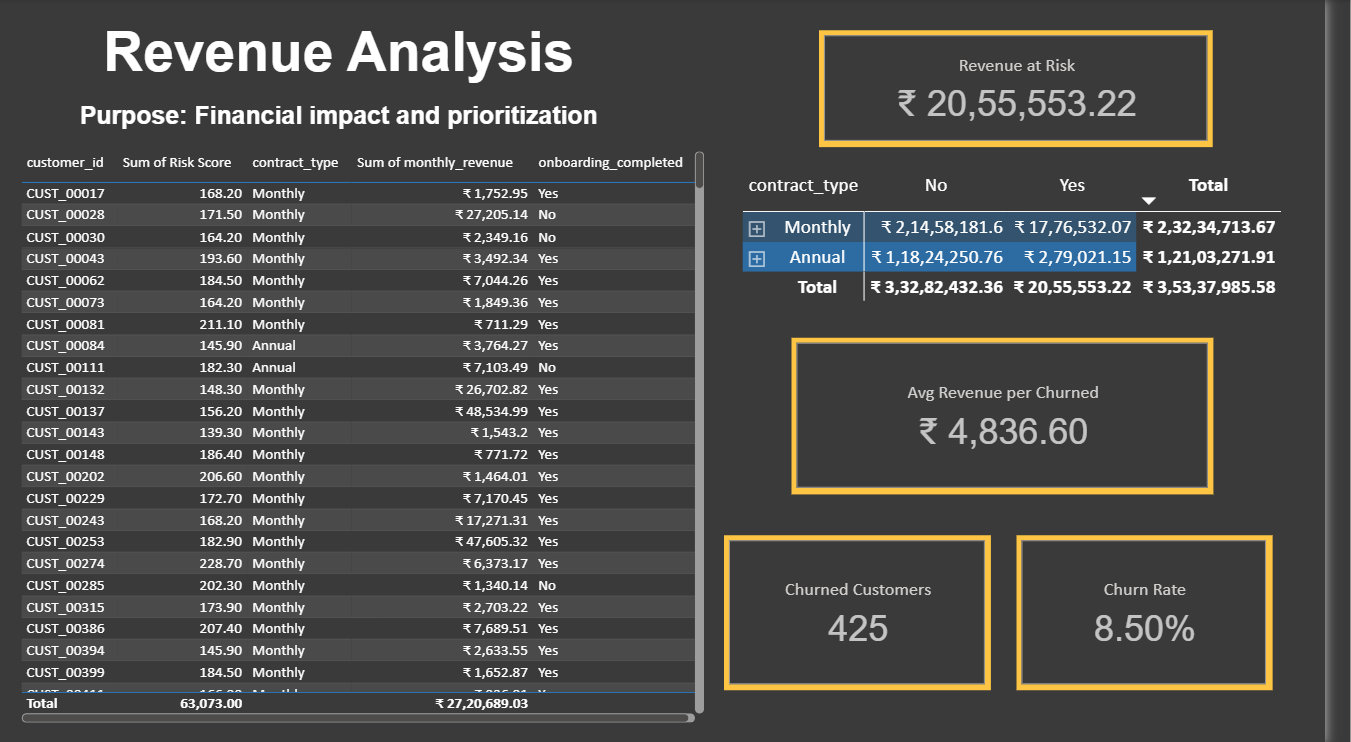 Revenue Analysis
Purpose: Financial impact and prioritization
customer_id Sum of Risk Score contract_type Sum of monthly_revenue onboarding_completed
CUST_00017 168.20 Monthly ₹ 1,752.95 Yes
CUST_00028 171.50 Monthly ₹ 27,205.14 No
CUST_00030 164.20 Monthly ₹ 2,349.16 No
CUST_00043 193.60 Monthly ₹ 3,492.34 Yes
CUST_00062 184.50 Monthly ₹ 7,044.26 Yes
CUST_00073 164.20 Monthly ₹ 1,849.36 Yes
CUST_00081 211.10 Monthly ₹ 711.29 Yes
CUST_00084 145.90 Annual ₹ 3,764.27 Yes
CUST_00111 182.30 Annual ₹ 7,103.49 No
CUST_00132 148.30 Monthly ₹ 26,702.82 Yes
CUST_00137 156.20 Monthly ₹ 48,534.99 Yes
CUST_00143 139.30 Monthly ₹ 1,543.2 Yes
CUST_00148 186.40 Monthly ₹ 771.72 Yes
CUST_00202 206.60 Monthly ₹ 1,464.01 Yes
CUST_00229 172.70 Monthly ₹ 7,170.45 Yes
CUST_00243 168.20 Monthly ₹ 17,271.31 Yes
CUST_00253 182.90 Monthly ₹ 47,605.32 Yes
CUST_00274 228.70 Monthly ₹ 6,373.17 Yes
CUST_00285 202.30 Monthly ₹ 1,340.14 No
CUST_00315 173.90 Monthly ₹ 2,703.22 Yes
CUST_00386 207.40 Monthly ₹ 7,689.51 Yes
CUST_00394 145.90 Monthly ₹ 2,633.55 Yes
CUST_00399 184.50 Monthly ₹ 1,652.87 Yes
Total 63,073.00 ₹ 27,20,689.03
Revenue at Risk
₹ 20,55,553.22
contract_type No Yes Total
Monthly ₹ 2,14,58,181.6 ₹ 17,76,532.07 ₹ 2,32,34,713.67
Annual ₹ 1,18,24,250.76 ₹ 2,79,021.15 ₹ 1,21,03,271.91
Total ₹ 3,32,82,432.36 ₹ 20,55,553.22 ₹ 3,53,37,985.58
Avg Revenue per Churned
₹ 4,836.60
Churned Customers
425
Churn Rate
8.50%